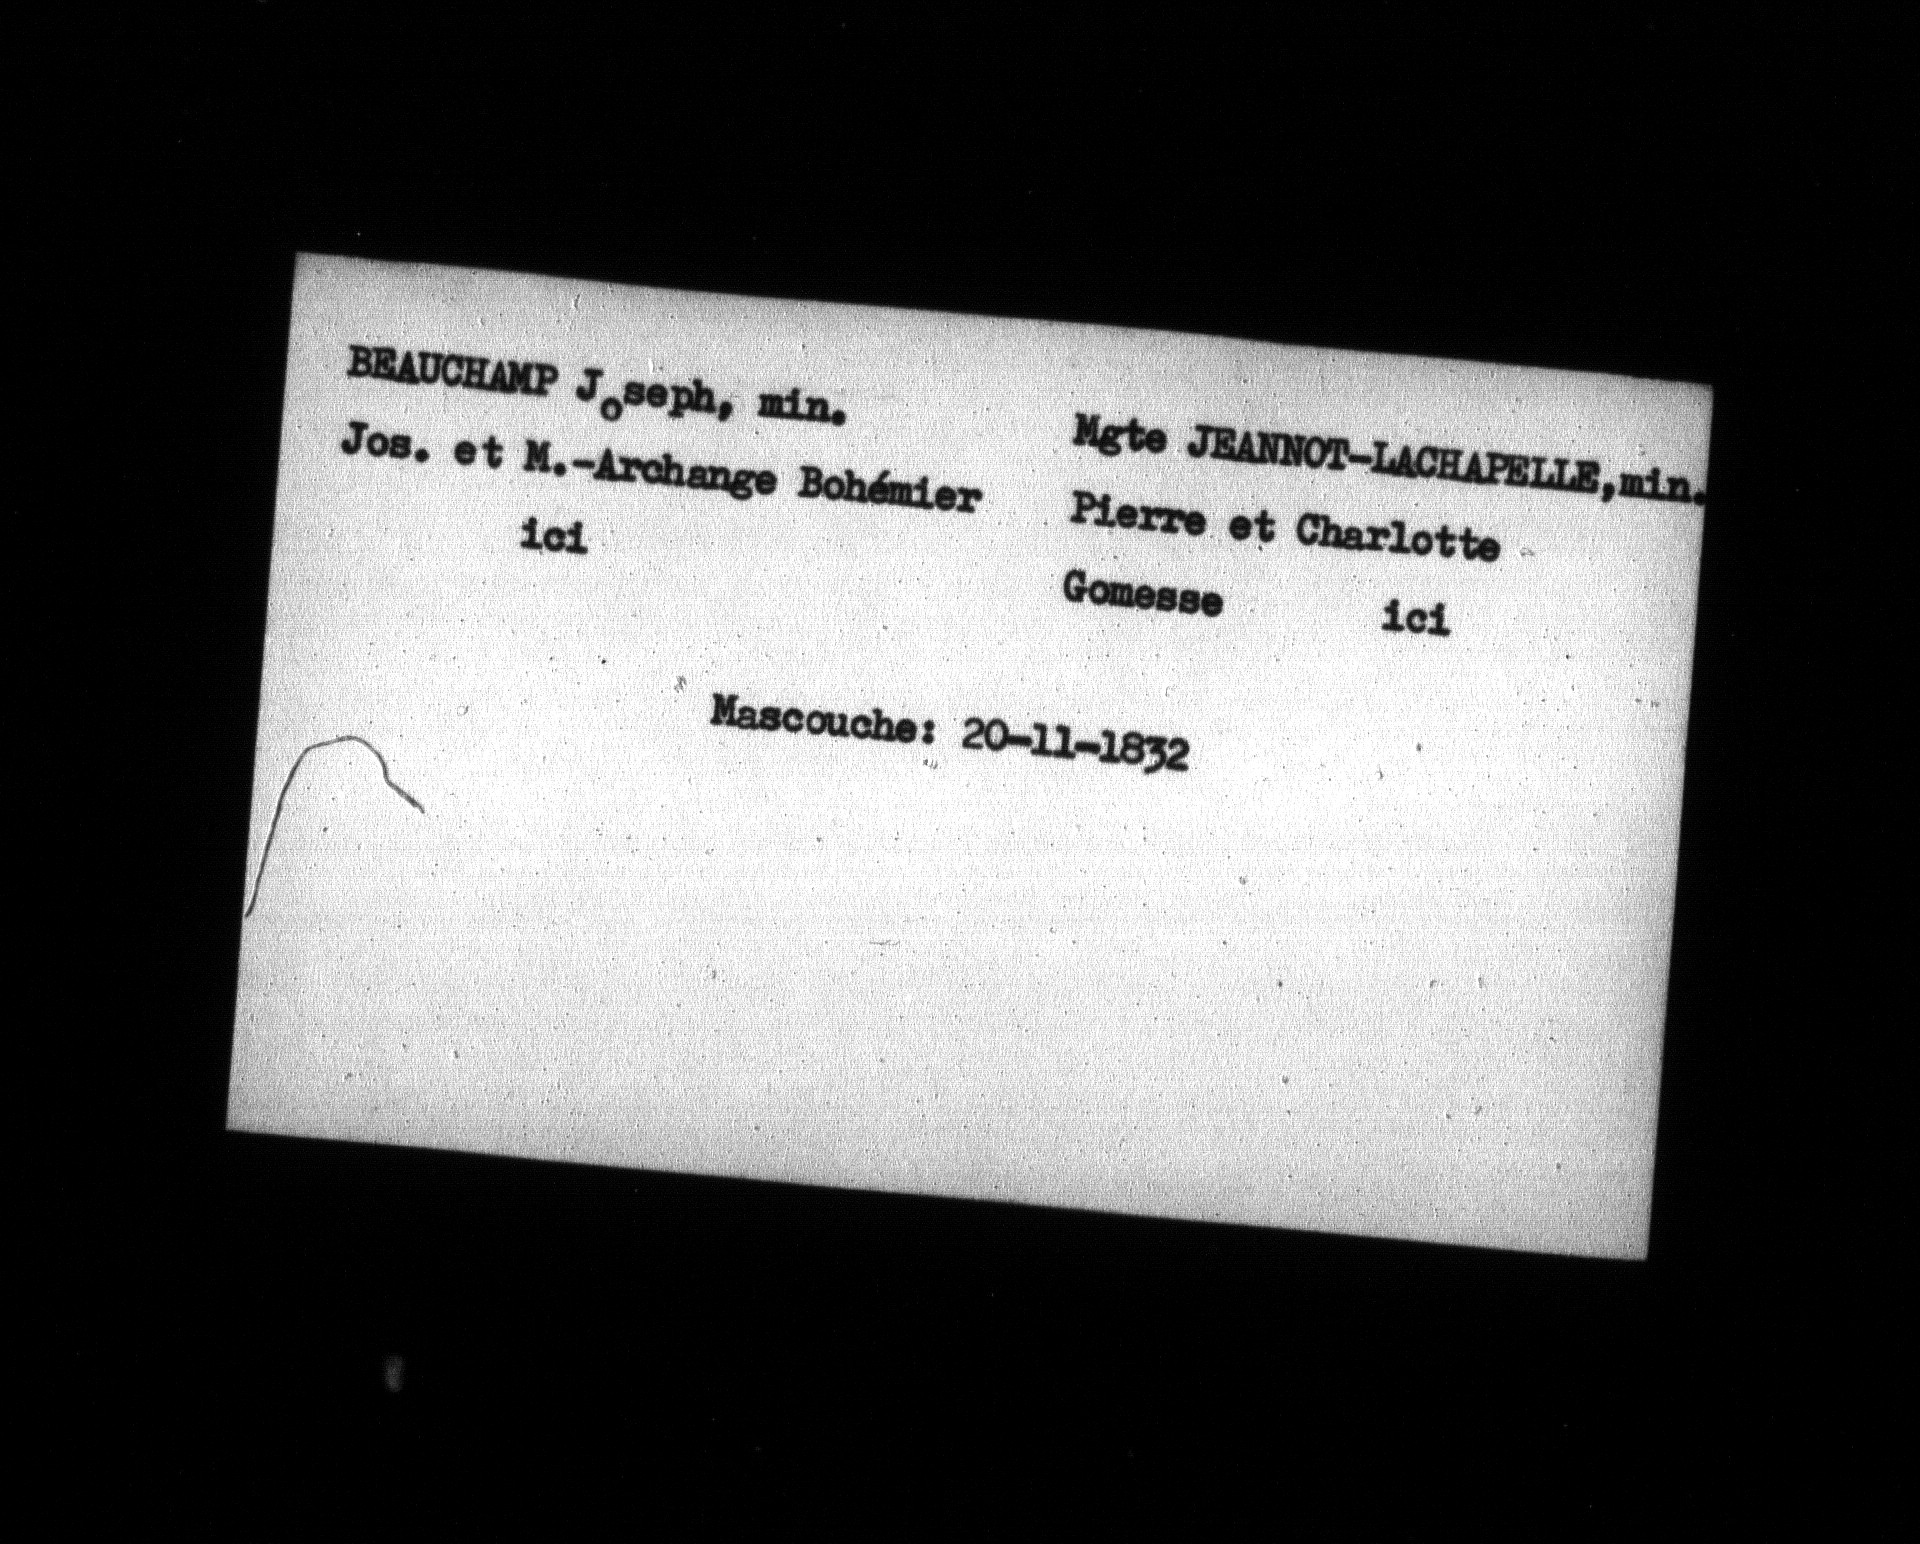 BEAUCHAMP Joseph, min.
Jos. et M.-Archange Bohémier
ici
Mgte JEANNOT-LACHAPELLE,min.
Pierre et Charlotte
Gomesse ici
Mascouche: 20-11-1832